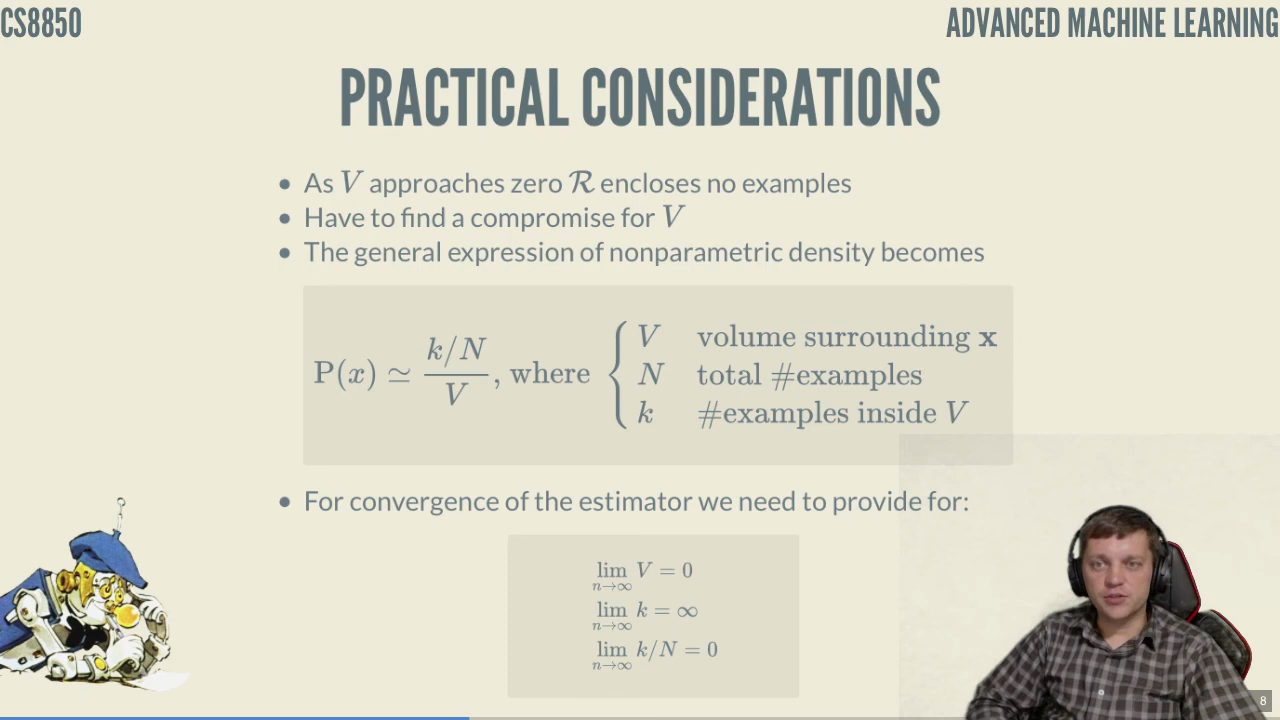 CS8850
ADVANCED MACHINE LEARNING
PRACTICAL CONSIDERATIONS
• As V approaches zero ℛ encloses no examples
• Have to find a compromise for V
• The general expression of nonparametric density becomes
P(x) ≃ (k/N)/V, where { V volume surrounding x
N total #examples
k #examples inside V
• For convergence of the estimator we need to provide for:
lim n→∞ V = 0
lim n→∞ k = ∞
lim n→∞ k/N = 0
8